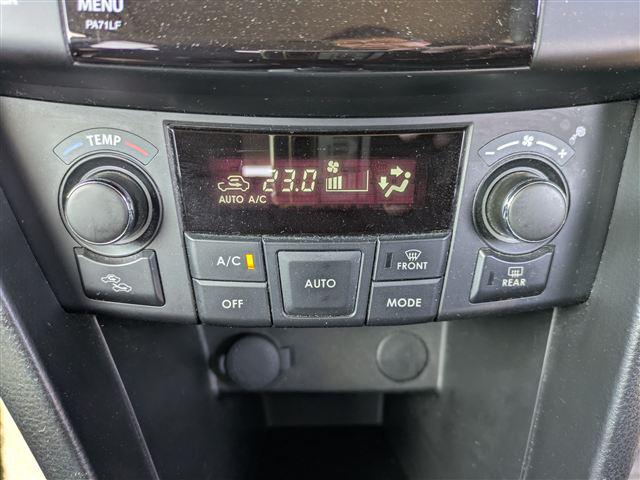 MENU
PA71LF
TEMP
23.0
AUTO A/C
A/C
AUTO
FRONT
OFF
MODE
REAR